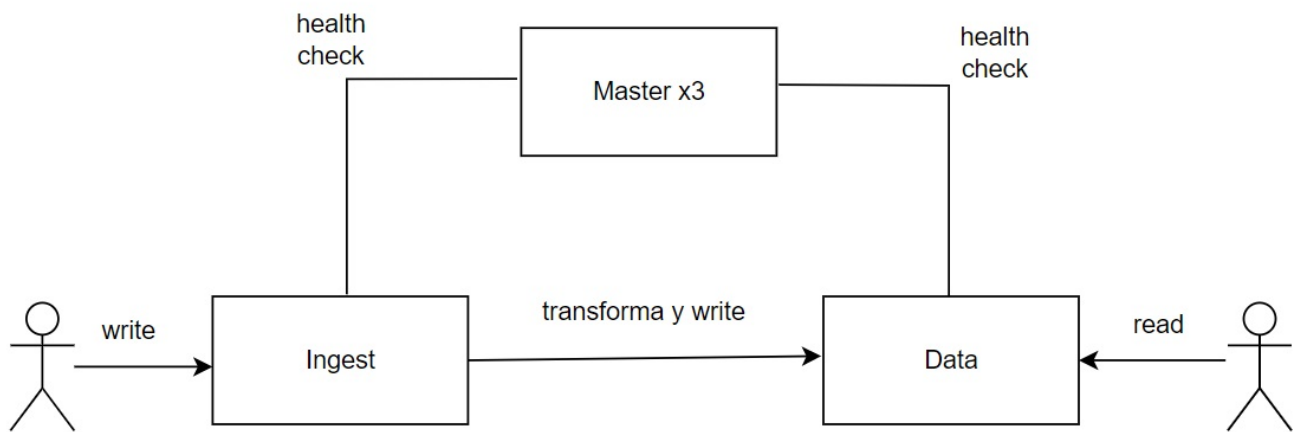 health
check
Master x3
health
check
write
Ingest
transforma y write
Data
read